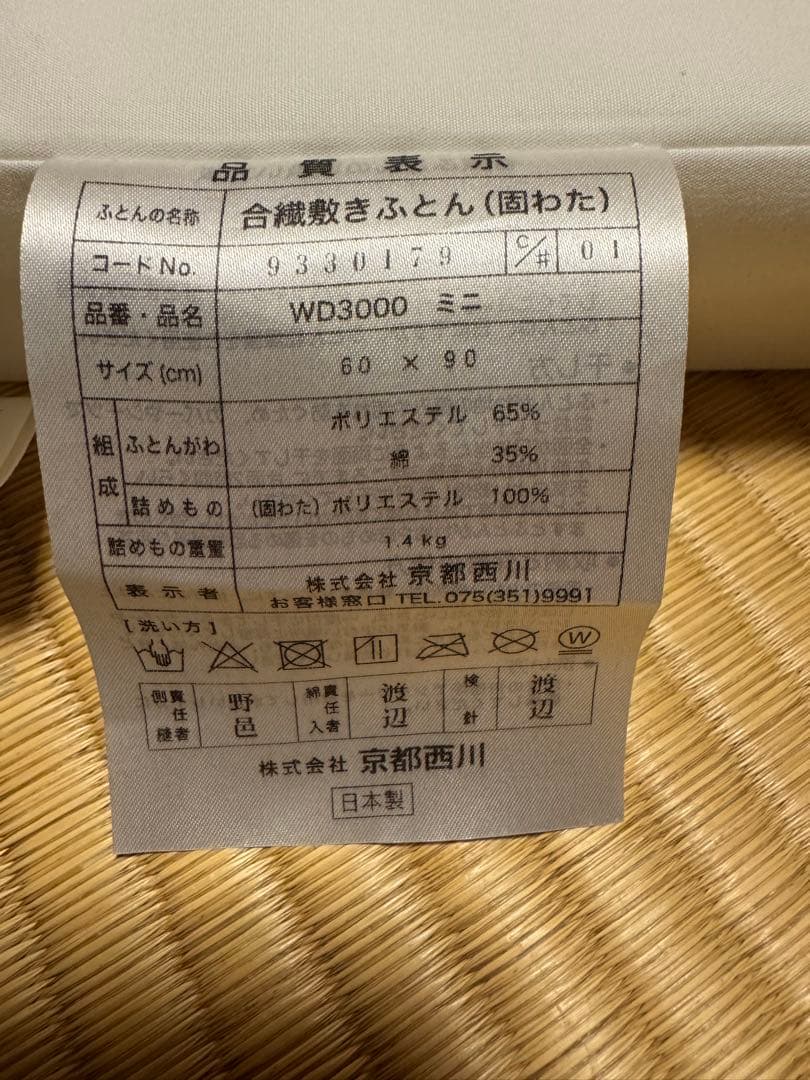 品質表示
ふとんの名称 合繊敷きふとん(固わた)
コードNo. 9330179 C/# 01
品番・品名 WD3000 ミニ
サイズ(cm) 60 × 90
組成 ふとんがわ ポリエステル 65%
綿 35%
詰めもの (固わた)ポリエステル 100%
詰めもの重量 1.4kg
表示者 株式会社 京都西川
お客様窓口 TEL.075(351)9991
[洗い方]
W
側責任縫者 野邑 綿責任入者 渡辺 検針 渡辺
株式会社 京都西川
日本製